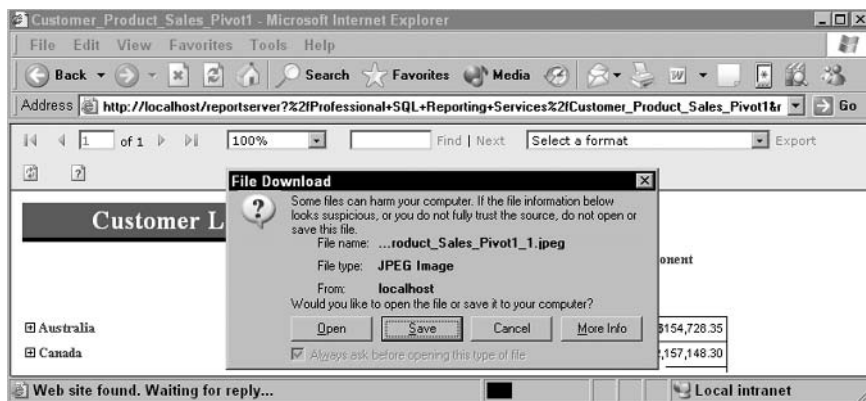 Customer_Product_Sales_Pivot1 - Microsoft Internet Explorer
File Edit View Favorites Tools Help
Back Search Favorites Media
Address http://localhost/reportserver?%2fProfessional+SQL+Reporting+Services%2fCustomer_Product_Sales_Pivot1&r Go
1 of 1 100% Find | Next Select a format Export
File Download
Some files can harm your computer. If the file information below
looks suspicious, or you do not fully trust the source, do not open or
save this file.
Customer L
File name: ...roduct_Sales_Pivot1_1.jpeg
onent
File type: JPEG Image
From: localhost
Would you like to open the file or save it to your computer?
Open Save Cancel More Info
Australia $154,728.35
Canada ,157,148.30
Always ask before opening this type of file
Web site found. Waiting for reply... Local intranet